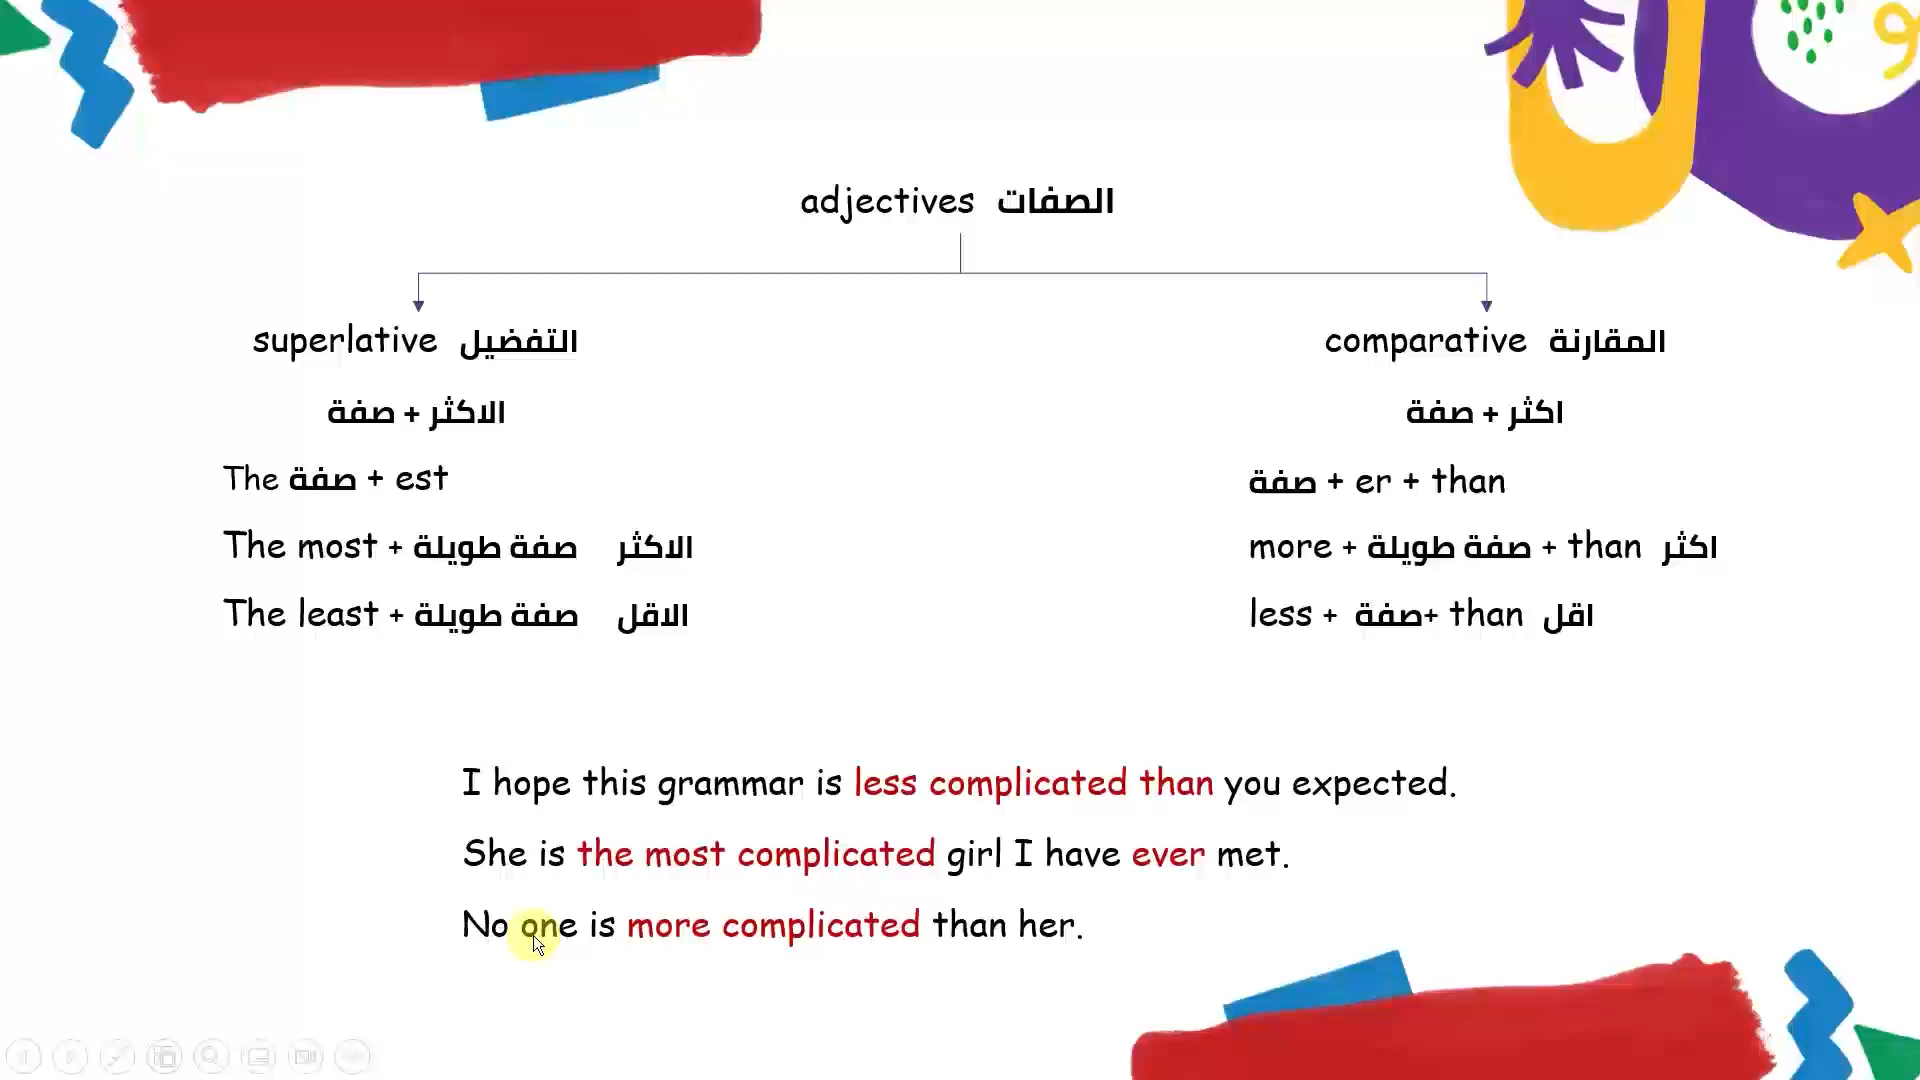 adjectives الصفات
superlative التفضيل
الاكثر + صفة
The صفة + est
The most + صفة طويلة الاكثر
The least + صفة طويلة الاقل
comparative المقارنة
اكثر + صفة
صفة + er + than
more + صفة طويلة + than اكثر
less + صفة+ than اقل
I hope this grammar is less complicated than you expected.
She is the most complicated girl I have ever met.
No one is more complicated than her.